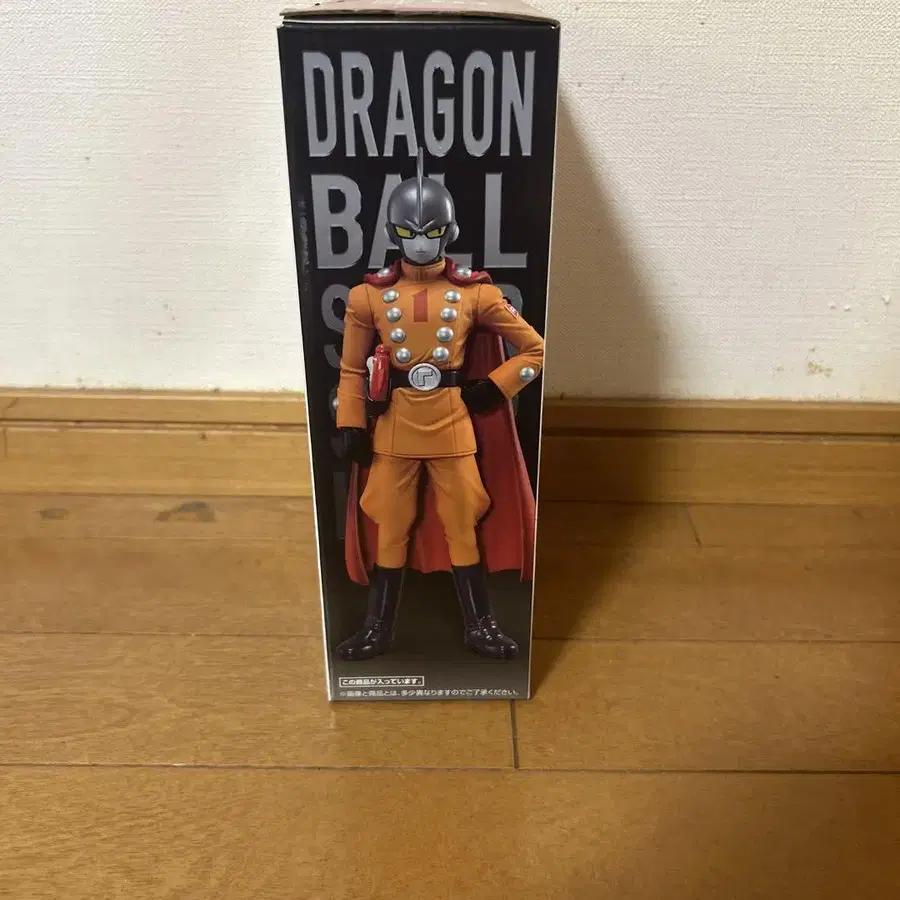 DRAGON
BALL
1
この商品が入っています。
※画像と商品とは、多少異なりますのでご了承ください。